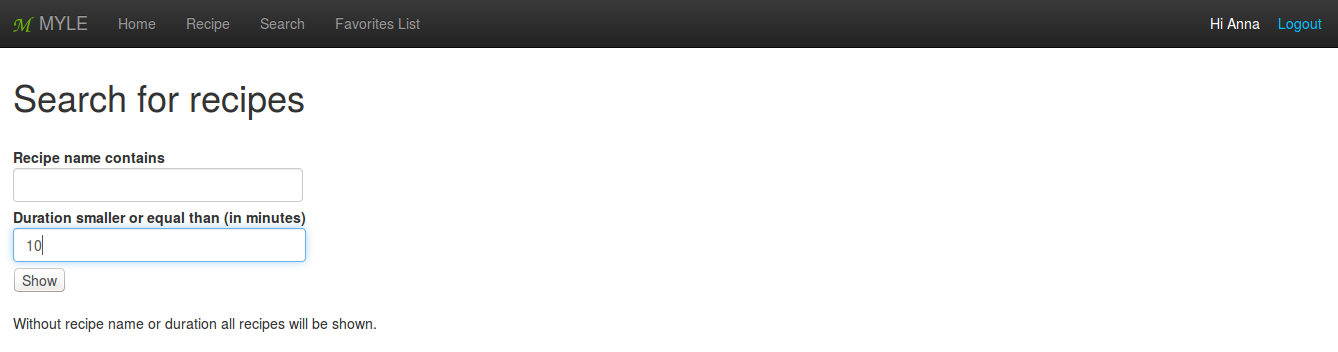 ℳ MYLE Home Recipe Search Favorites List Hi Anna Logout
Search for recipes
Recipe name contains
Duration smaller or equal than (in minutes)
10
Show
Without recipe name or duration all recipes will be shown.